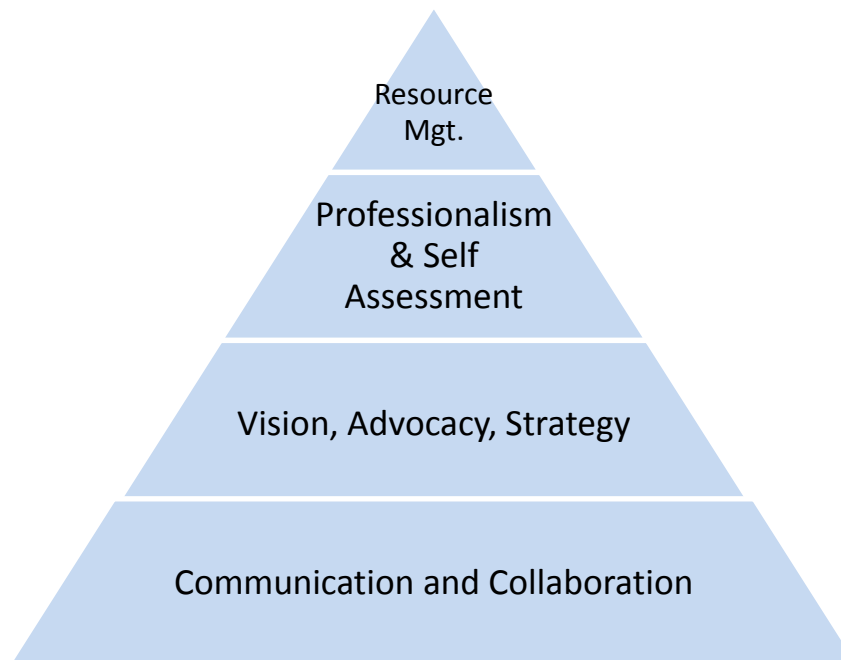 Resource
Mgt.
Professionalism
& Self
Assessment
Vision, Advocacy, Strategy
Communication and Collaboration